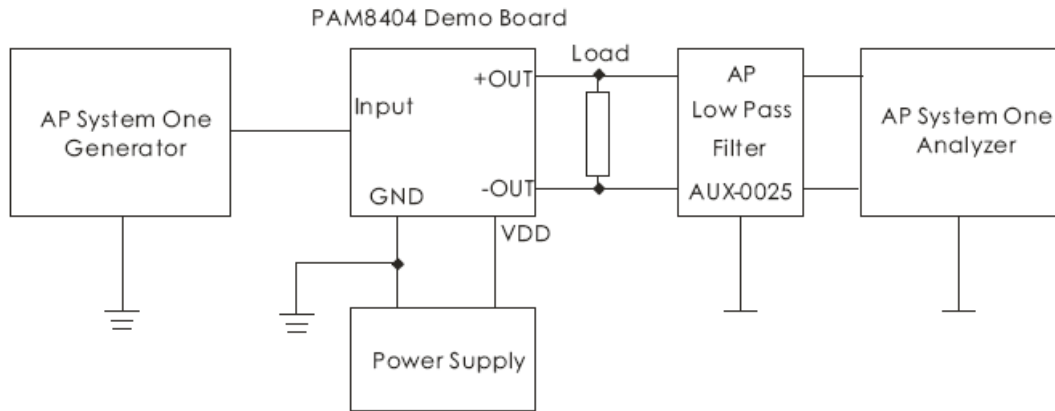 PAM8404 Demo Board
AP System One
Generator
Input
+OUT
-OUT
GND
VDD
Load
AP
Low Pass
Filter
AUX-0025
AP System One
Analyzer
Power Supply